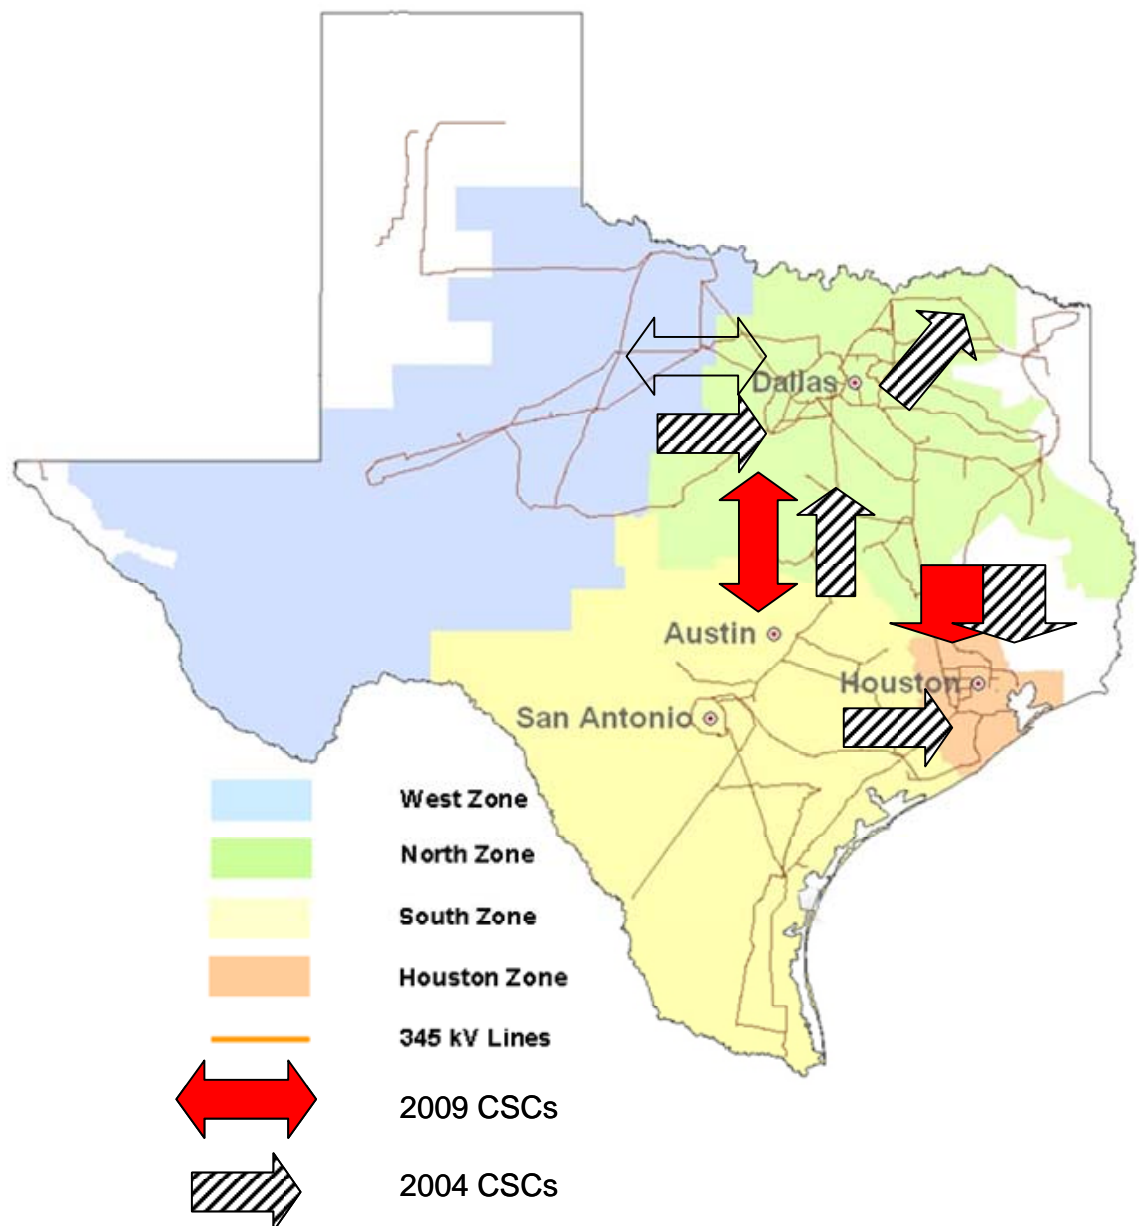 Dallas
Austin
Houston
San Antonio
West Zone
North Zone
South Zone
Houston Zone
345 kV Lines
2009 CSCs
2004 CSCs